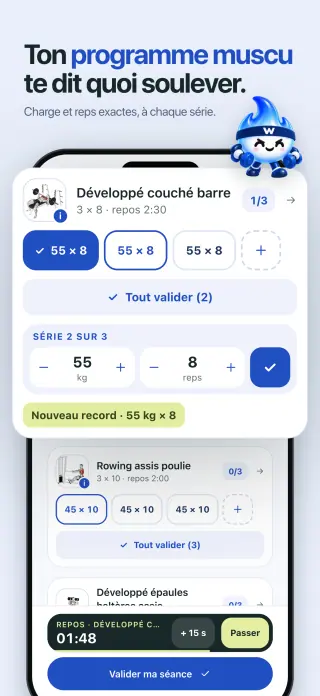 Ton programme muscu
te dit quoi soulever.
Charge et reps exactes, à chaque série.
W
Développé couché barre
3 × 8 · repos 2:30
1/3
55 × 8
55 × 8
55 × 8
+
Tout valider (2)
SÉRIE 2 SUR 3
− 55 +
kg
− 8 +
reps
Nouveau record · 55 kg × 8
Rowing assis poulie
3 × 10 · repos 2:00
0/3
45 × 10
45 × 10
45 × 10
+
Tout valider (3)
Développé épaules
haltères assis
0/3
REPOS · DÉVELOPPÉ C...
01:48
+ 15 s
Passer
Valider ma séance